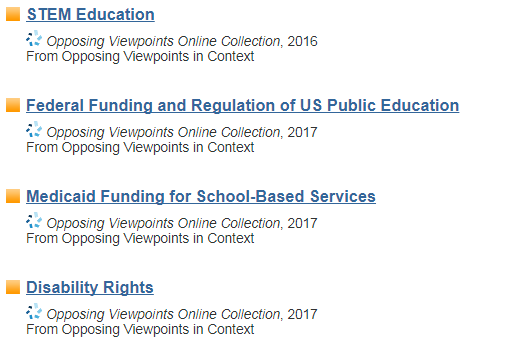 STEM Education
Opposing Viewpoints Online Collection, 2016
From Opposing Viewpoints in Context
Federal Funding and Regulation of US Public Education
Opposing Viewpoints Online Collection, 2017
From Opposing Viewpoints in Context
Medicaid Funding for School-Based Services
Opposing Viewpoints Online Collection, 2017
From Opposing Viewpoints in Context
Disability Rights
Opposing Viewpoints Online Collection, 2017
From Opposing Viewpoints in Context